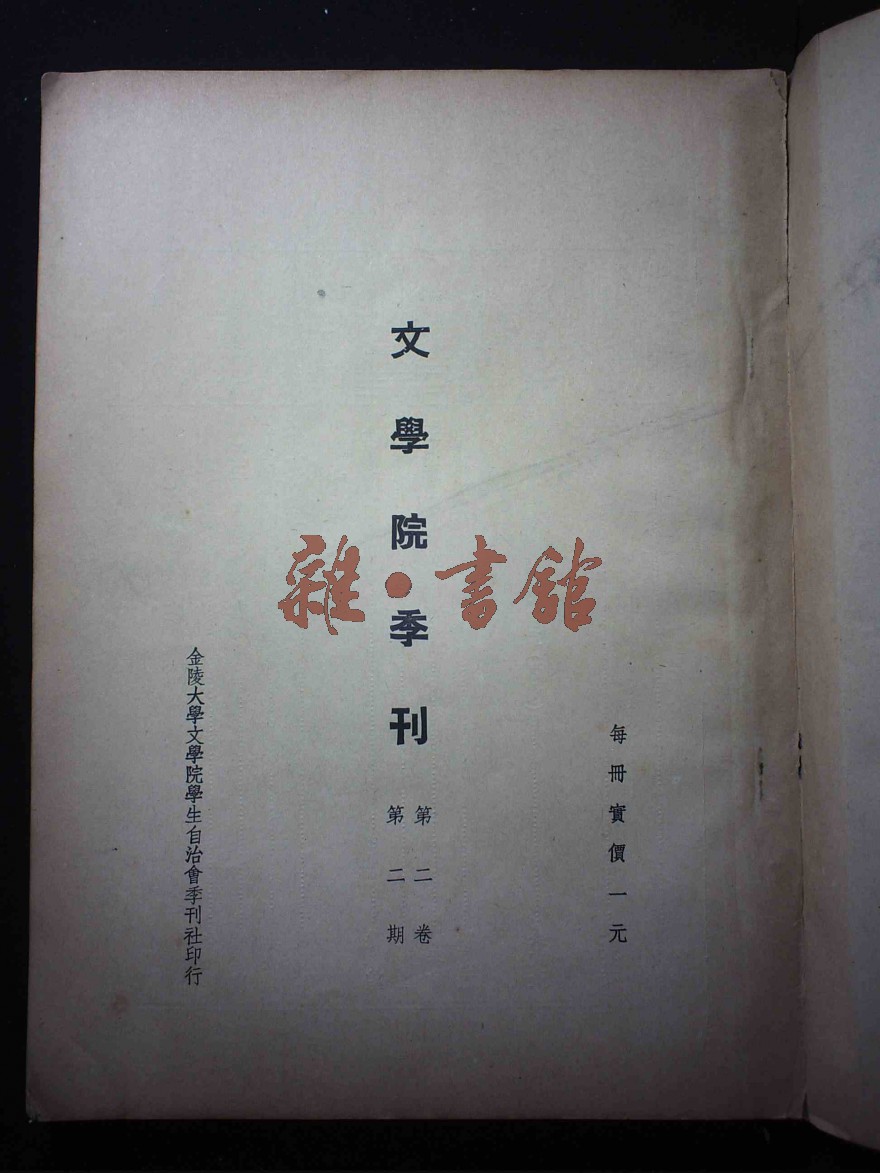 每冊實價一元
文學院季刊
第二卷
第二期
金陵大學文學院學生自治會季刊社印行
雜·書館